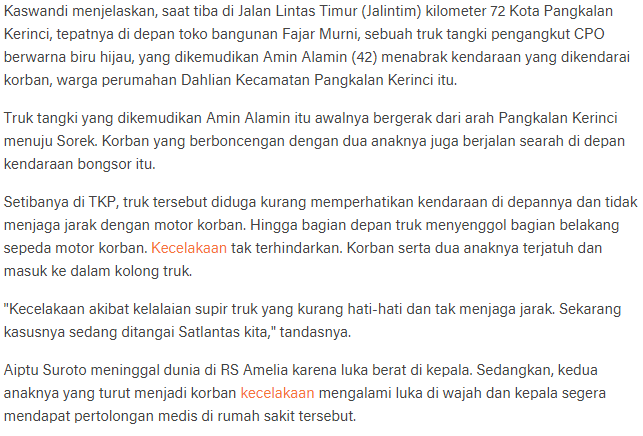 Kaswandi menjelaskan, saat tiba di Jalan Lintas Timur (Jalintim) kilometer 72 Kota Pangkalan
Kerinci, tepatnya di depan toko bangunan Fajar Murni, sebuah truk tangki pengangkut CPO
berwarna biru hijau, yang dikemudikan Amin Alamin (42) menabrak kendaraan yang dikendarai
korban, warga perumahan Dahlian Kecamatan Pangkalan Kerinci itu.
Truk tangki yang dikemudikan Amin Alamin itu awalnya bergerak dari arah Pangkalan Kerinci
menuju Sorek. Korban yang berboncengan dengan dua anaknya juga berjalan searah di depan
kendaraan bongsor itu.
Setibanya di TKP, truk tersebut diduga kurang memperhatikan kendaraan di depannya dan tidak
menjaga jarak dengan motor korban. Hingga bagian depan truk menyenggol bagian belakang
sepeda motor korban. Kecelakaan tak terhindarkan. Korban serta dua anaknya terjatuh dan
masuk ke dalam kolong truk.
"Kecelakaan akibat kelalaian supir truk yang kurang hati-hati dan tak menjaga jarak. Sekarang
kasusnya sedang ditangai Satlantas kita," tandasnya.
Aiptu Suroto meninggal dunia di RS Amelia karena luka berat di kepala. Sedangkan, kedua
anaknya yang turut menjadi korban kecelakaan mengalami luka di wajah dan kepala segera
mendapat pertolongan medis di rumah sakit tersebut.